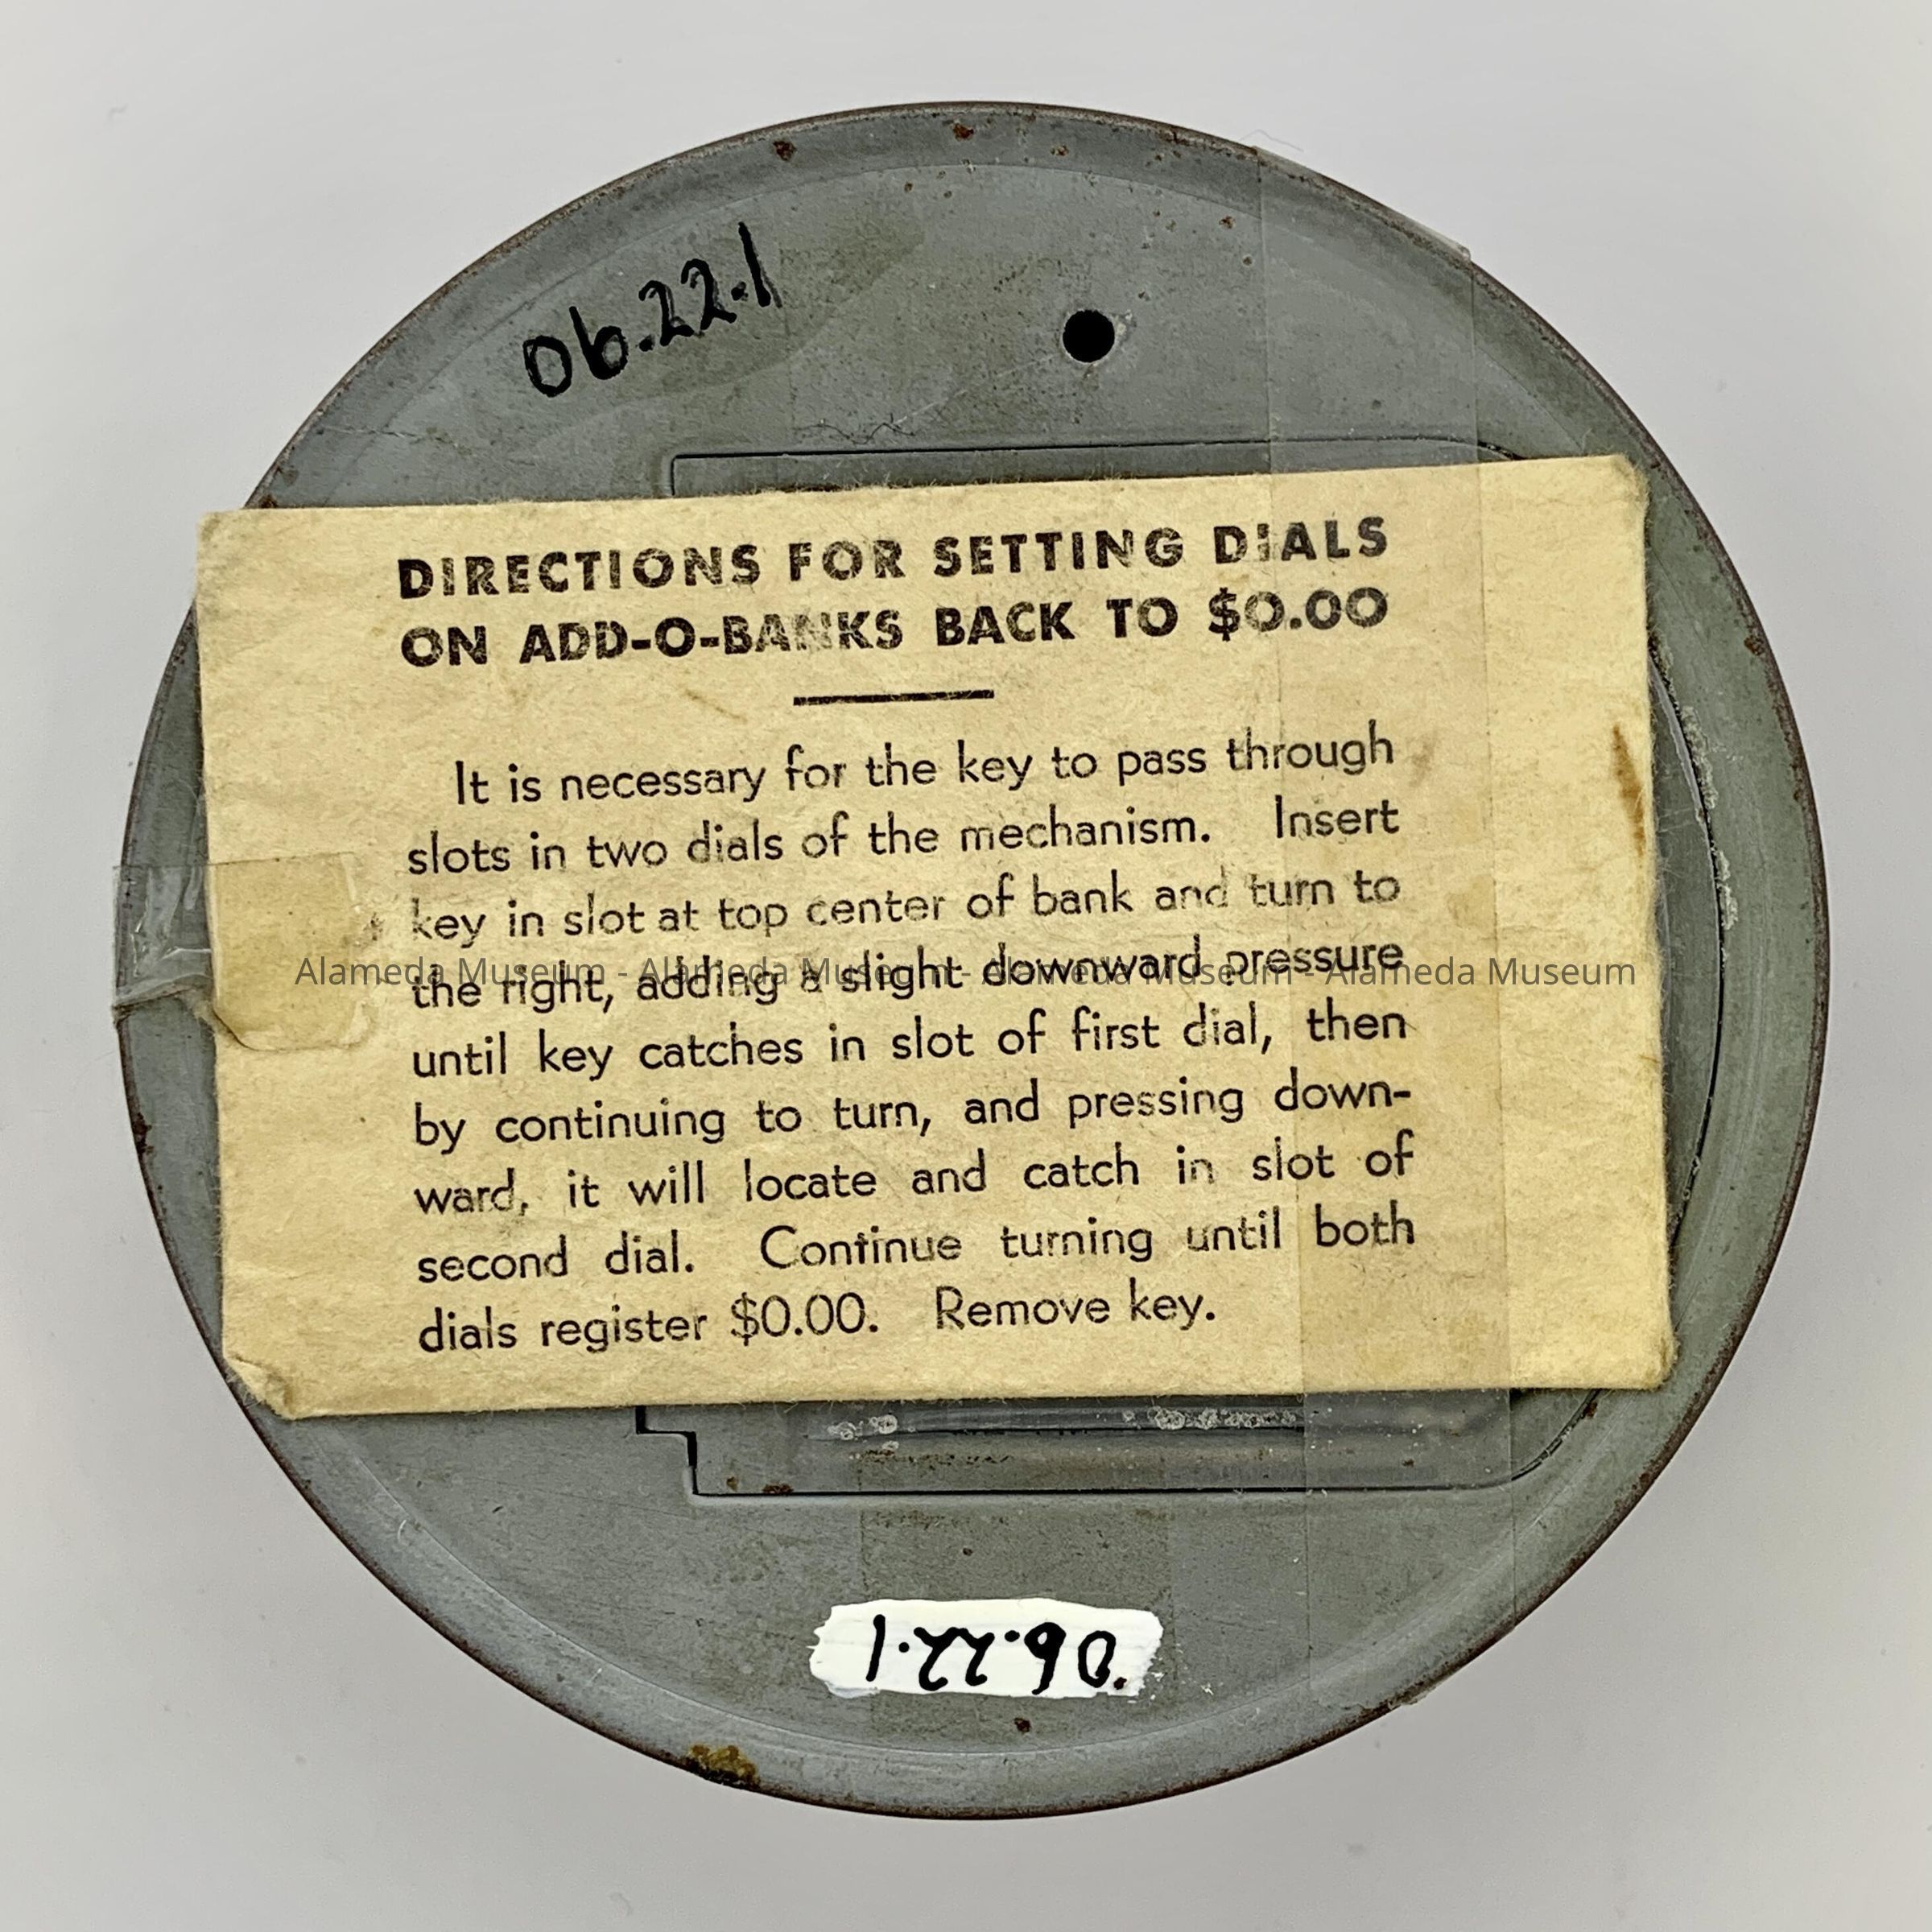 06.22.1
DIRECTIONS FOR SETTING DIALS
ON ADD-O-BANKS BACK TO $0.00
It is necessary for the key to pass through
slots in two dials of the mechanism. Insert
key in slot at top center of bank and turn to
the right, adding a slight downward pressure
Alameda Museum - Alameda Museum - Alameda Museum - Alameda Museum
until key catches in slot of first dial, then
by continuing to turn, and pressing down-
ward, it will locate and catch in slot of
second dial. Continue turning until both
dials register $0.00. Remove key.
06.22.1